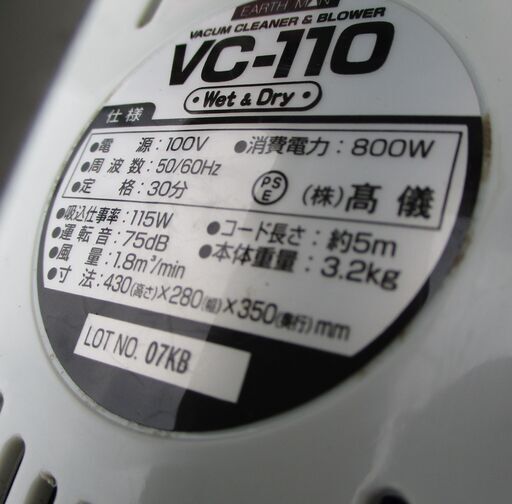 EARTH MAN
VACUM CLEANER & BLOWER
VC-110
・Wet & Dry・
仕様
●電源:100V ●消費電力:800W
●周波数:50/60Hz
●定格:30分 PSE (株)髙儀
●吸込仕事率:115W ●コード長さ:約5m
●運転音:75dB ●本体重量:3.2kg
●風量:1.8m³/min
●寸法:430(高さ)×280(幅)×350(奥行)mm
LOT NO. 07KB